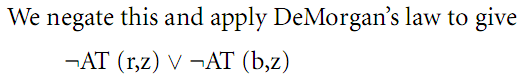 We negate this and apply DeMorgan’s law to give
¬AT (r,z) ∨ ¬AT (b,z)